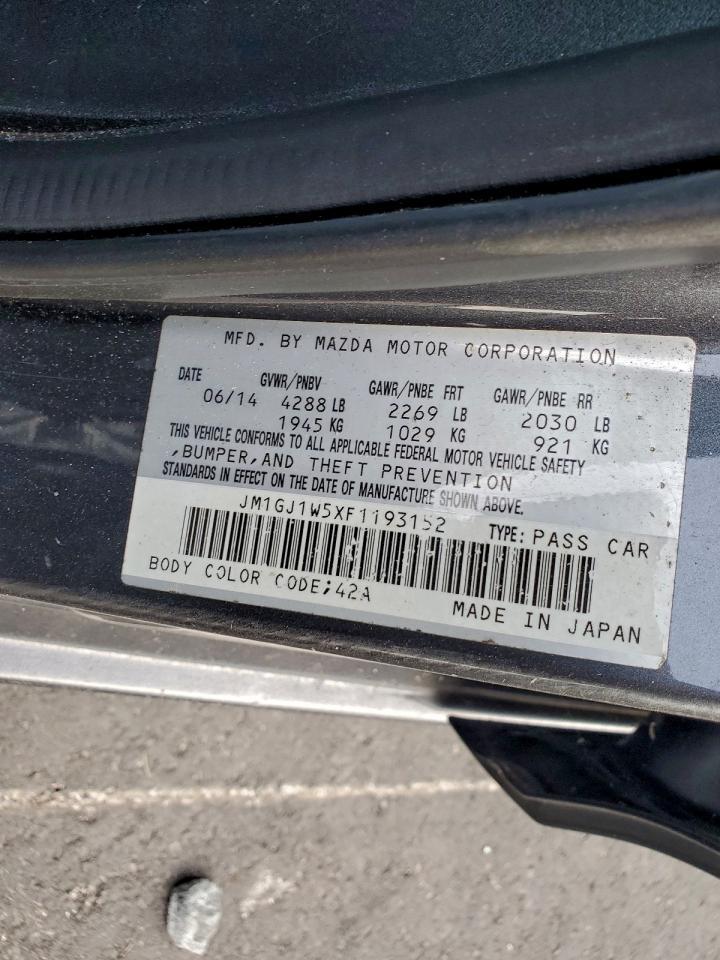 MFD. BY MAZDA MOTOR CORPORATION
DATE GVWR/PNBV GAWR/PNBE FRT GAWR/PNBE RR
06/14 4288 LB 2269 LB 2030 LB
1945 KG 1029 KG 921 KG
THIS VEHICLE CONFORMS TO ALL APPLICABLE FEDERAL MOTOR VEHICLE SAFETY
,BUMPER,AND THEFT PREVENTION
STANDARDS IN EFFECT ON THE DATE OF MANUFACTURE SHOWN ABOVE.
JM1GJ1W5XF1193152 TYPE: PASS CAR
BODY COLOR CODE;42A
MADE IN JAPAN